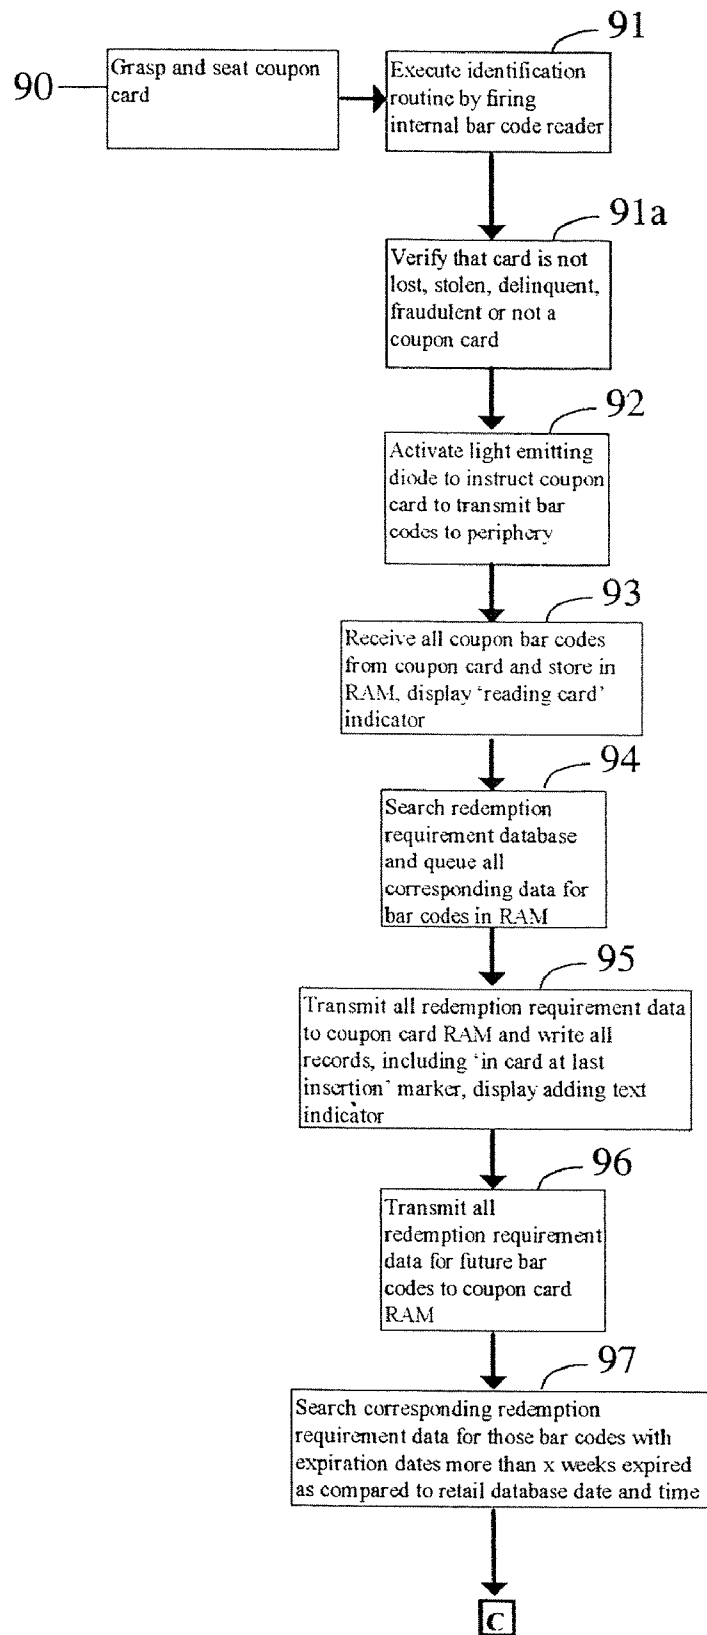 90
Grasp and seat coupon
card
91
Execute identification
routine by firing
internal bar code reader
91a
Verify that card is not
lost, stolen, delinquent,
fraudulent or not a
coupon card
92
Activate light emitting
diode to instruct coupon
card to transmit bar
codes to periphery
93
Receive all coupon bar codes
from coupon card and store in
RAM, display ‘reading card’
indicator
94
Search redemption
requirement database
and queue all
corresponding data for
bar codes in RAM
95
Transmit all redemption requirement data
to coupon card RAM and write all
records, including ‘in card at last
insertion’ marker, display adding text
indicator
96
Transmit all
redemption requirement
data for future bar
codes to coupon card
RAM
97
Search corresponding redemption
requirement data for those bar codes with
expiration dates more than x weeks expired
as compared to retail database date and time
C